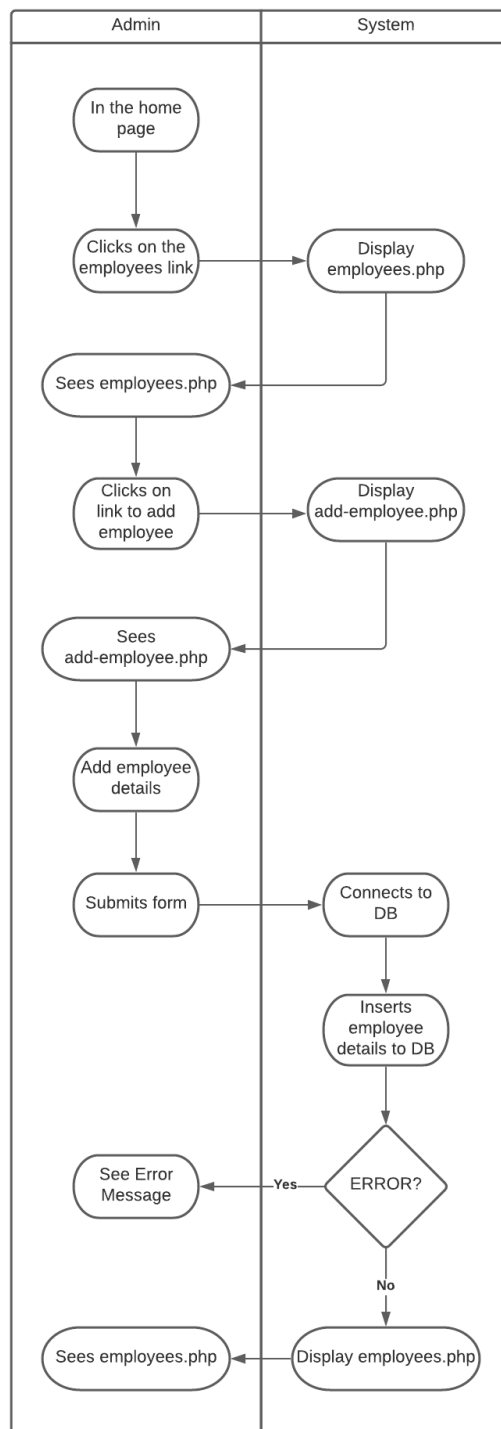 Admin
System
In the home
page
Clicks on the
employees link
Display
employees.php
Sees employees.php
Clicks on
link to add
employee
Display
add-employee.php
Sees
add-employee.php
Add employee
details
Submits form
Connects to
DB
Inserts
employee
details to DB
ERROR?
Yes
See Error
Message
No
Display employees.php
Sees employees.php